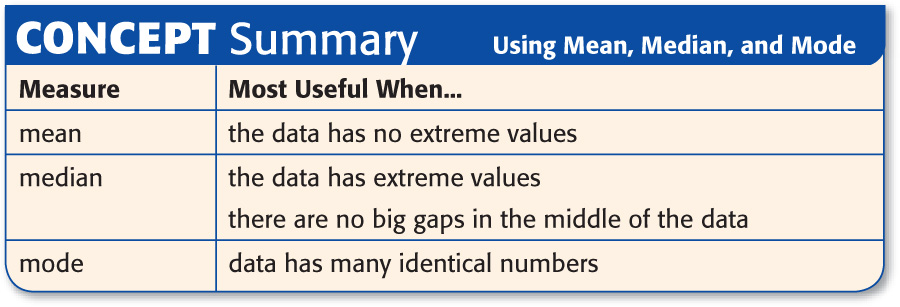 CONCEPT Summary Using Mean, Median, and Mode
Measure Most Useful When...
mean the data has no extreme values
median the data has extreme values
there are no big gaps in the middle of the data
mode data has many identical numbers